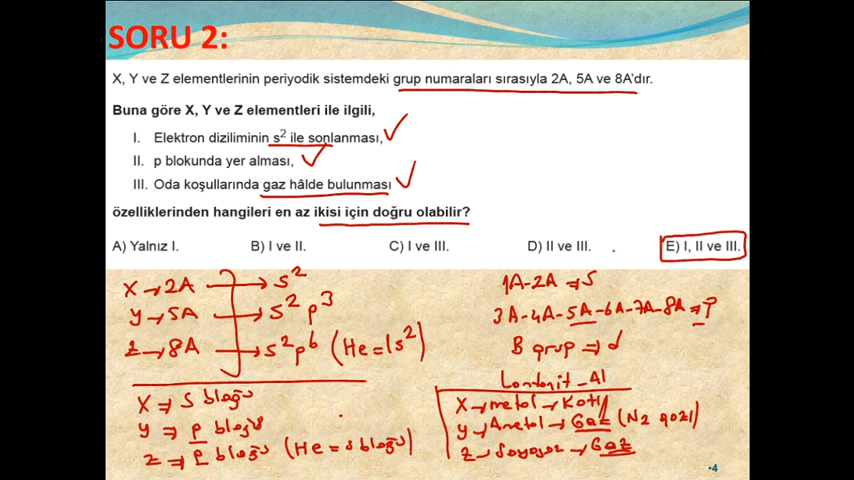 SORU 2:
X, Y ve Z elementlerinin periyodik sistemdeki grup numaraları sırasıyla 2A, 5A ve 8A'dır.
Buna göre X, Y ve Z elementleri ile ilgili,
I. Elektron diziliminin s² ile sonlanması,
II. p blokunda yer alması,
III. Oda koşullarında gaz hâlde bulunması
özelliklerinden hangileri en az ikisi için doğru olabilir?
A) Yalnız I. B) I ve II. C) I ve III. D) II ve III. E) I, II ve III.
X → 2A → s²
Y → 5A → s² p³
Z → 8A → s² p⁶ (He = 1s²)
X ⇒ s bloğu
Y ⇒ p bloğu
Z ⇒ p bloğu (He = s bloğu)
1A-2A ⇒ S
3A-4A-5A-6A-7A-8A ⇒ P
B grup ⇒ d
X → metal → Katı
Y → Ametal → Gaz (N2 gazı)
Z → Soygaz → Gaz
•4